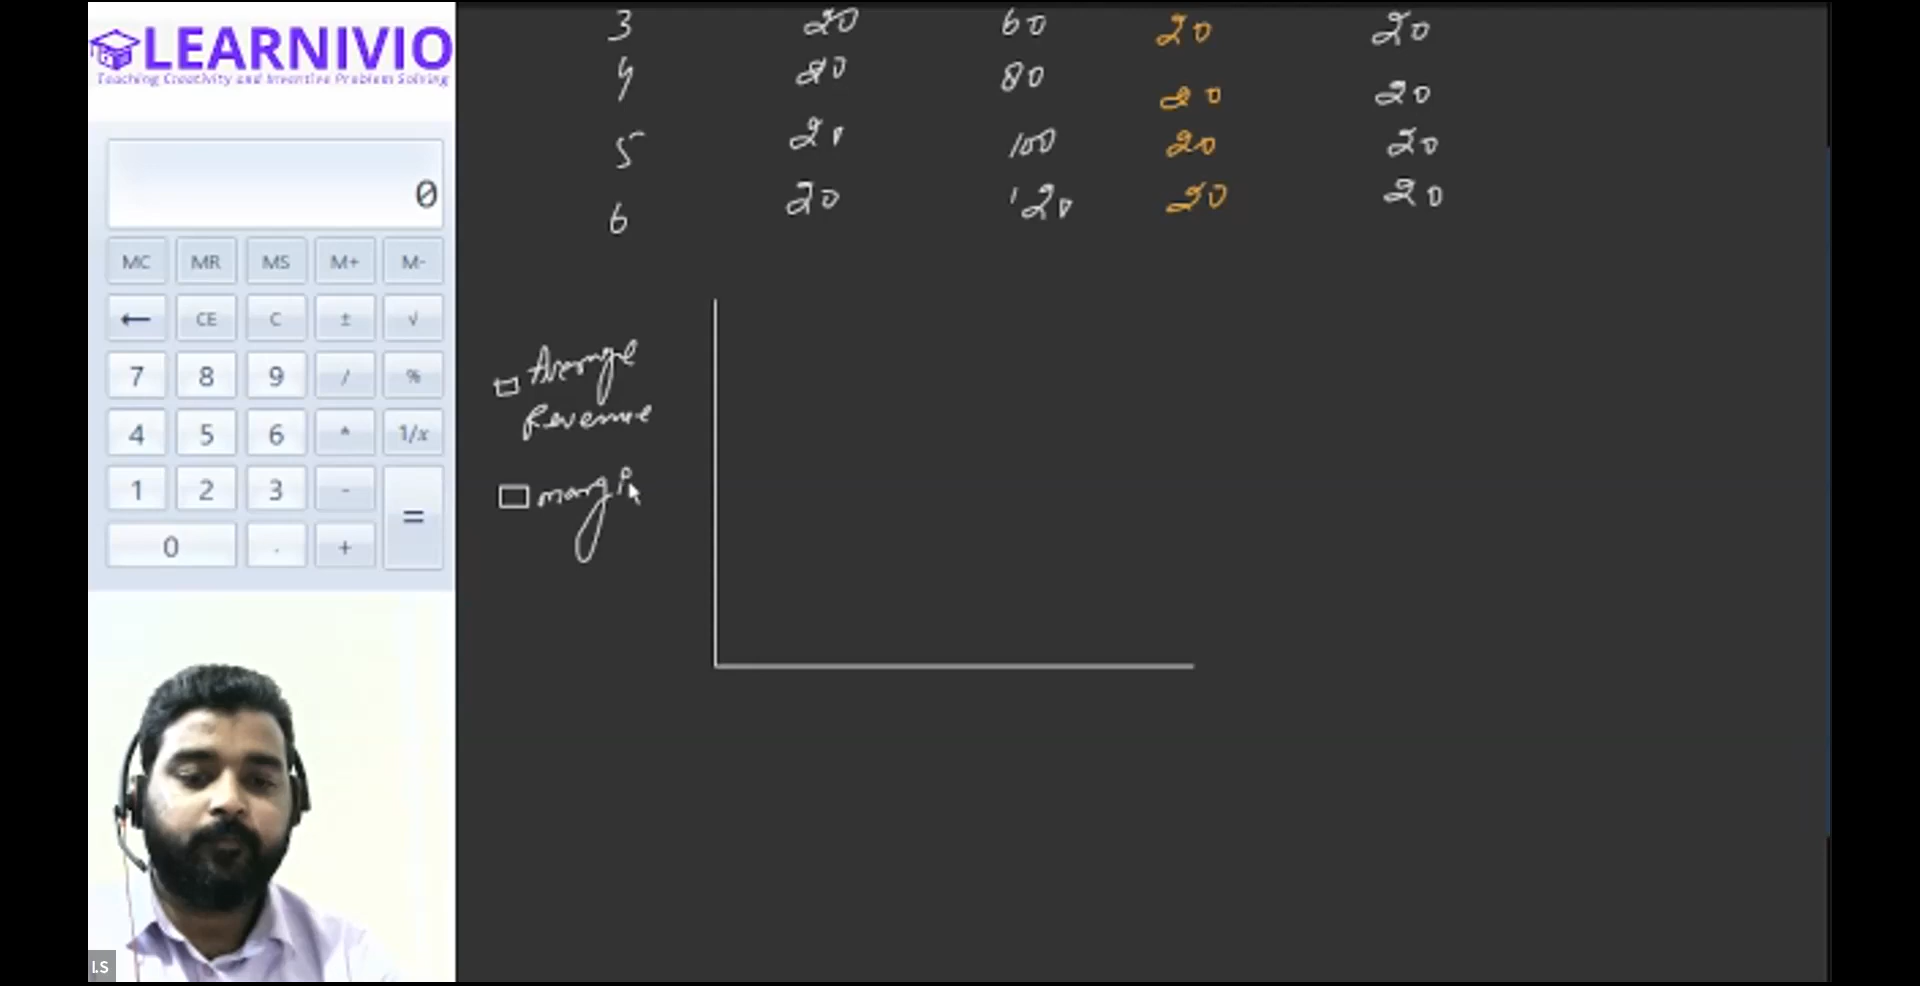 LEARNIVIO
Teaching Creativity and Inventive Problem Solving
0
MC MR MS M+ M-
← CE C ± √
7 8 9 / %
4 5 6 * 1/x
1 2 3 - =
0 . +
I.S
3 20 60 20 20
4 20 80 20 20
5 20 100 20 20
6 20 120 20 20
Average
Revenue
margi